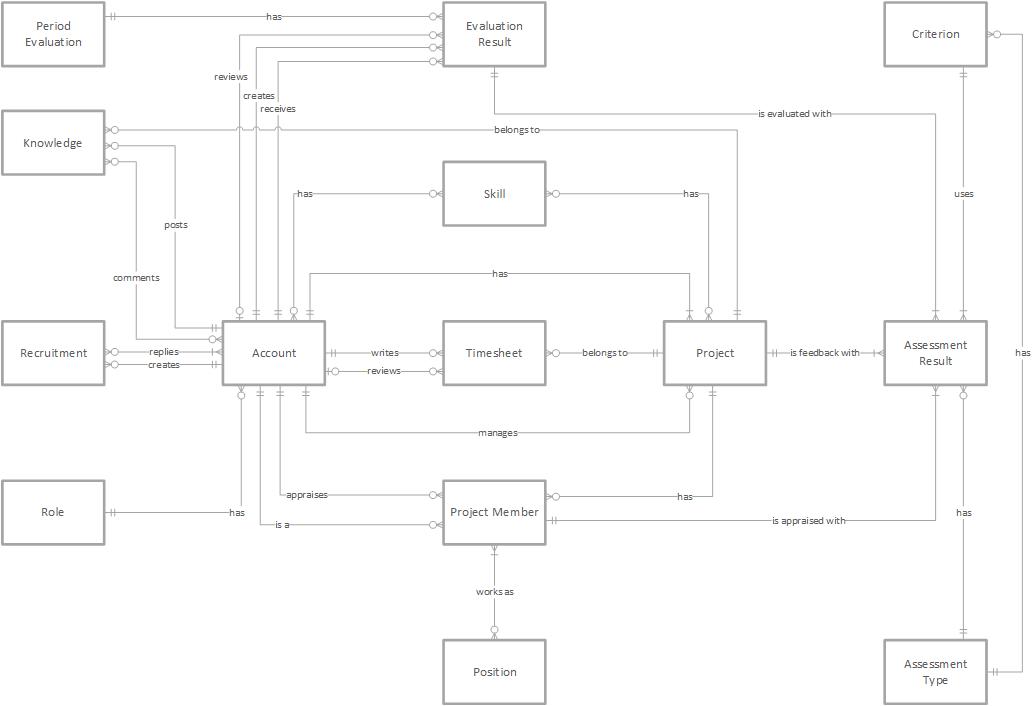 Period
Evaluation
has
Evaluation
Result
Criterion
reviews
creates
receives
is evaluated with
belongs to
Knowledge
has
Skill
has
uses
posts
has
comments
Recruitment
replies
creates
Account
writes
reviews
Timesheet
belongs to
Project
is feedback with
Assessment
Result
has
manages
appraises
is a
Role
has
Project Member
has
is appraised with
has
works as
Position
Assessment
Type